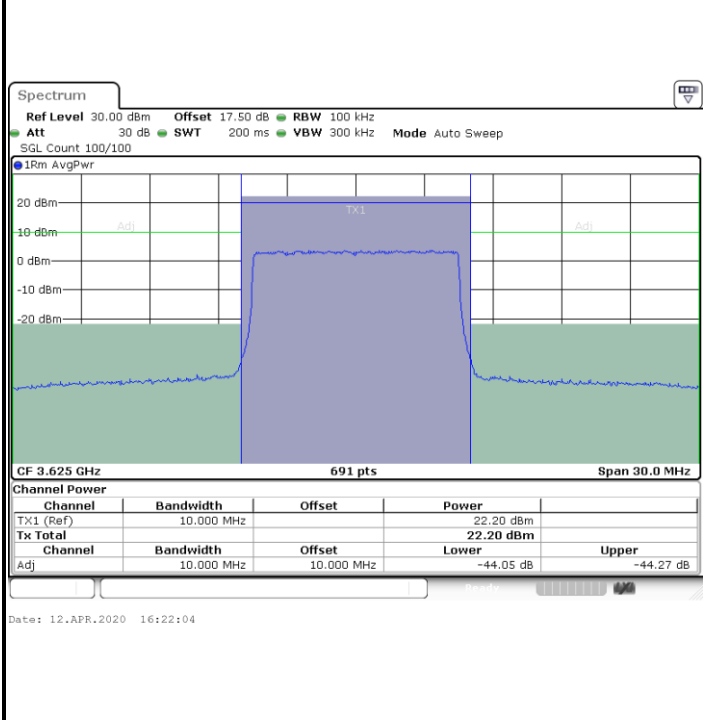 Spectrum
Ref Level 30.00 dBm Offset 17.50 dB RBW 100 kHz
Att 30 dB SWT 200 ms VBW 300 kHz Mode Auto Sweep
SGL Count 100/100
1Rm AvgPwr
20 dBm
TX1
Adj Adj
10 dBm
0 dBm
-10 dBm
-20 dBm
CF 3.625 GHz 691 pts Span 30.0 MHz
Channel Power
Channel Bandwidth Offset Power
TX1 (Ref) 10.000 MHz 22.20 dBm
Tx Total 22.20 dBm
Channel Bandwidth Offset Lower Upper
Adj 10.000 MHz 10.000 MHz -44.05 dB -44.27 dB
Ready
Date: 12.APR.2020 16:22:04